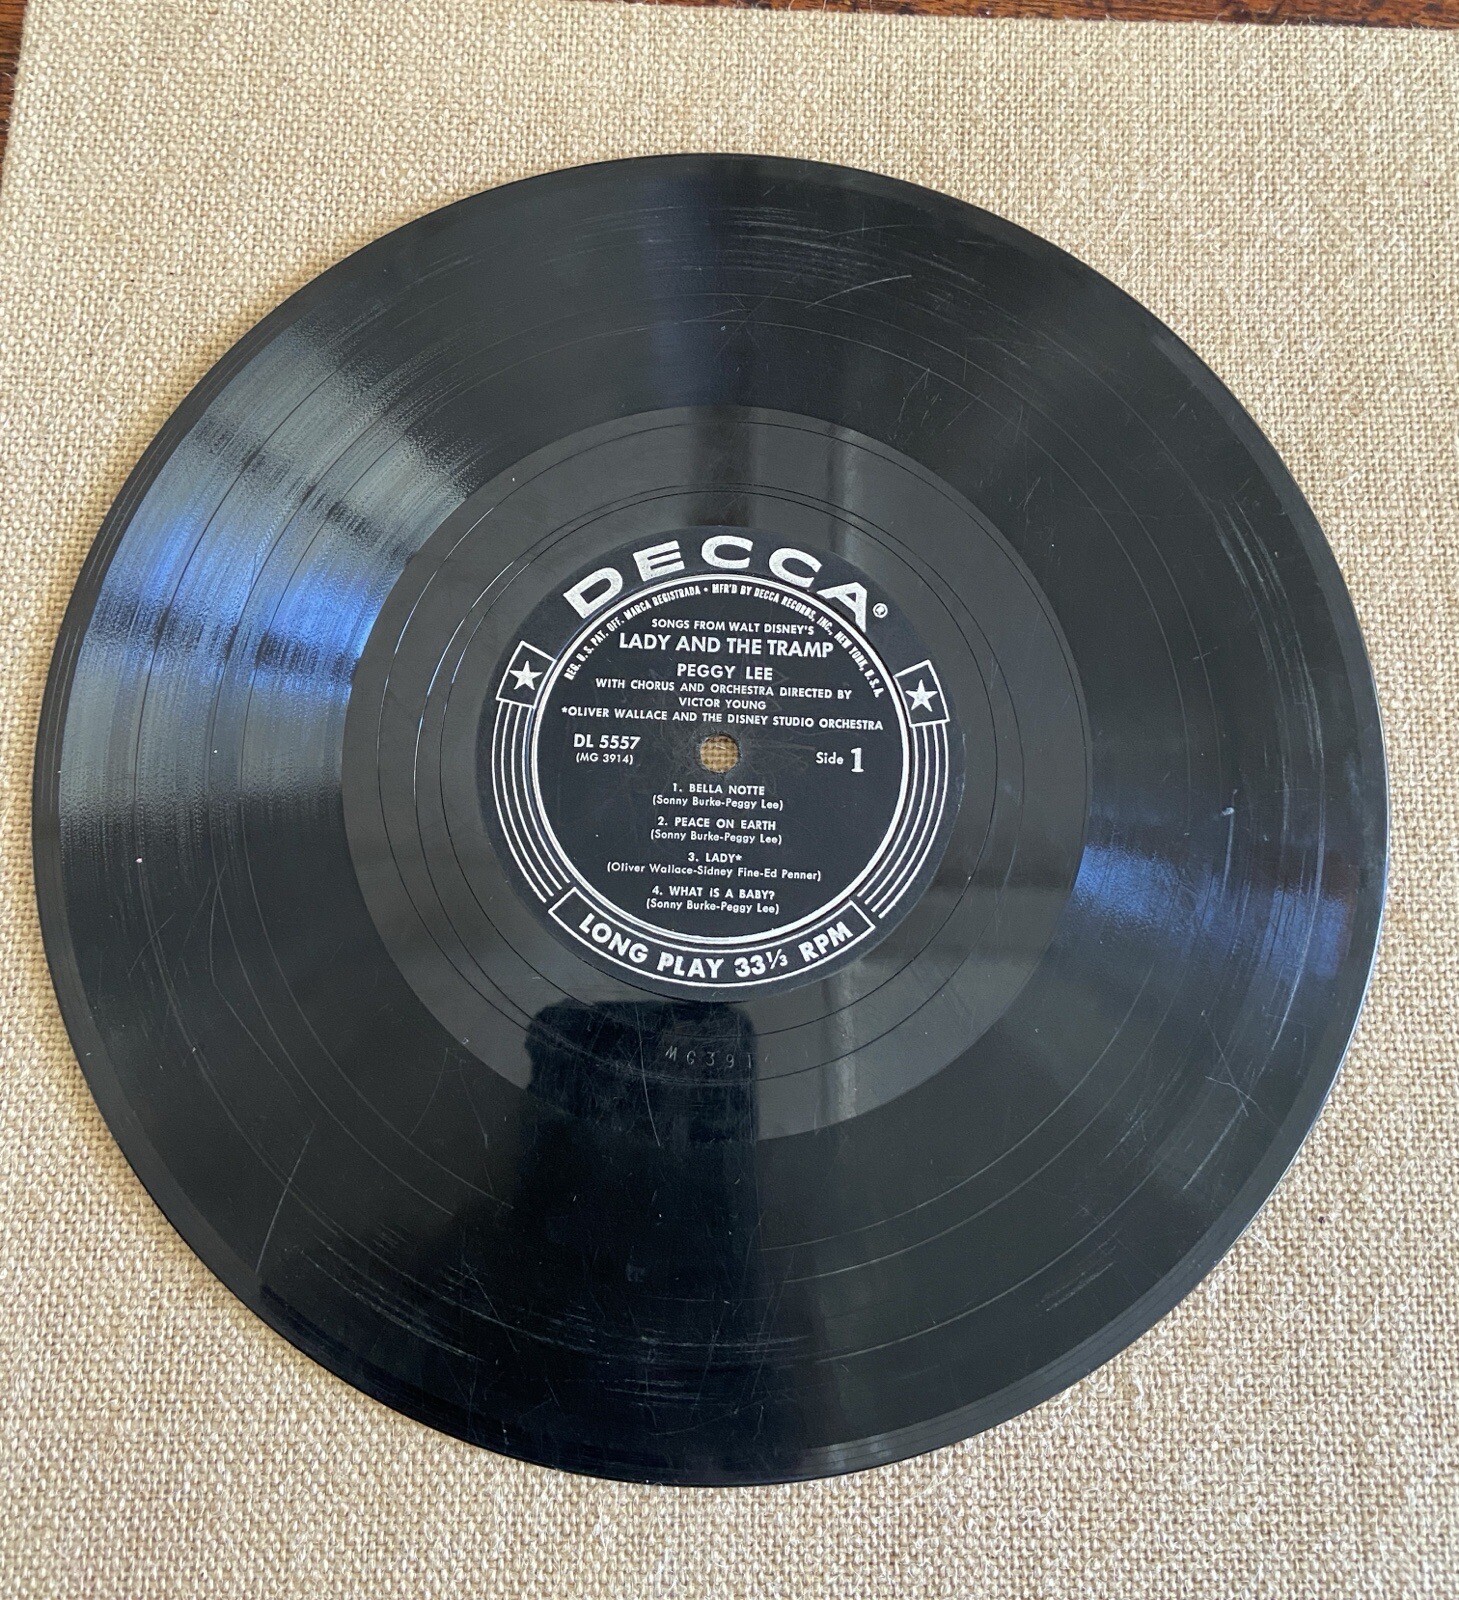 DECCA®
REG. U.S. PAT. OFF. MARCA REGISTRADA • MFR'D BY DECCA RECORDS, INC., NEW YORK, U.S.A.
SONGS FROM WALT DISNEY'S
LADY AND THE TRAMP
PEGGY LEE
WITH CHORUS AND ORCHESTRA DIRECTED BY
VICTOR YOUNG
*OLIVER WALLACE AND THE DISNEY STUDIO ORCHESTRA
DL 5557
(MG 3914)
Side 1
1. BELLA NOTTE
(Sonny Burke-Peggy Lee)
2. PEACE ON EARTH
(Sonny Burke-Peggy Lee)
3. LADY*
(Oliver Wallace-Sidney Fine-Ed Penner)
4. WHAT IS A BABY?
(Sonny Burke-Peggy Lee)
LONG PLAY 33⅓ RPM